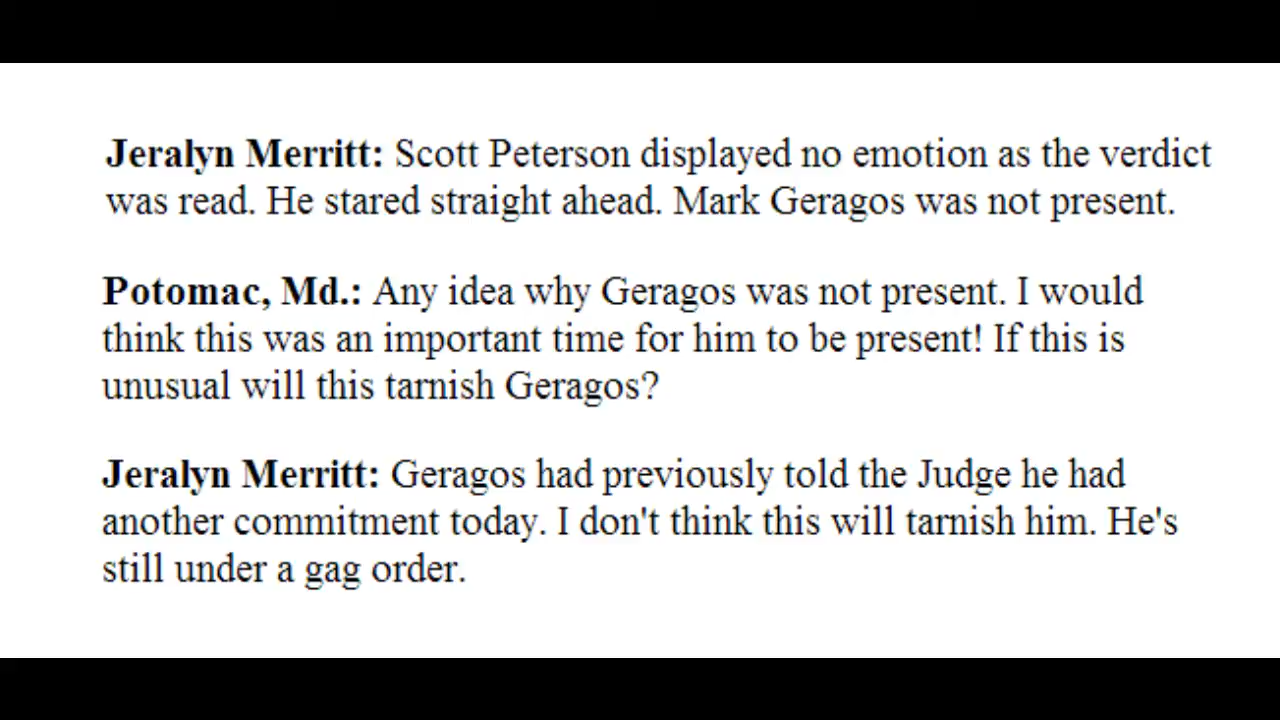 Jeralyn Merritt: Scott Peterson displayed no emotion as the verdict
was read. He stared straight ahead. Mark Geragos was not present.
Potomac, Md.: Any idea why Geragos was not present. I would
think this was an important time for him to be present! If this is
unusual will this tarnish Geragos?
Jeralyn Merritt: Geragos had previously told the Judge he had
another commitment today. I don't think this will tarnish him. He's
still under a gag order.